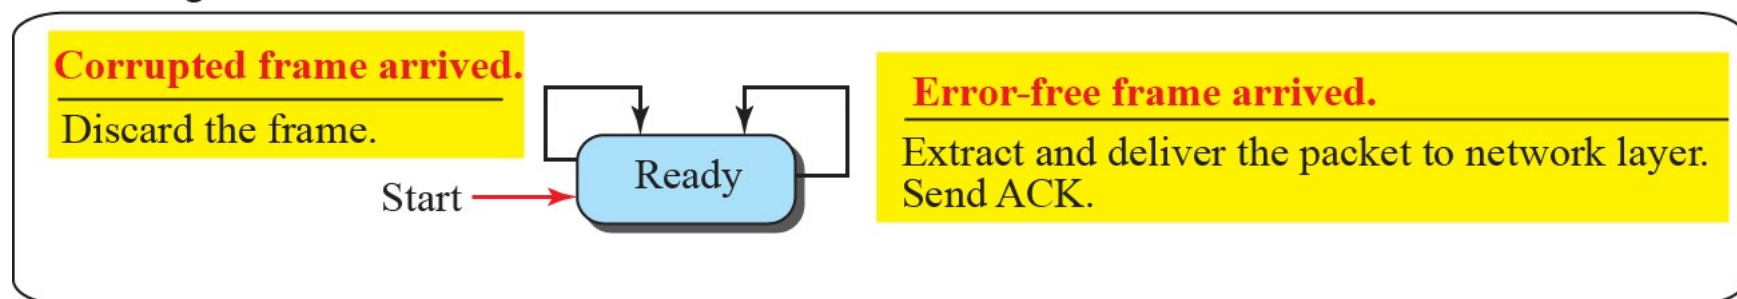 Corrupted frame arrived.
Discard the frame.
Start
Ready
Error-free frame arrived.
Extract and deliver the packet to network layer.
Send ACK.